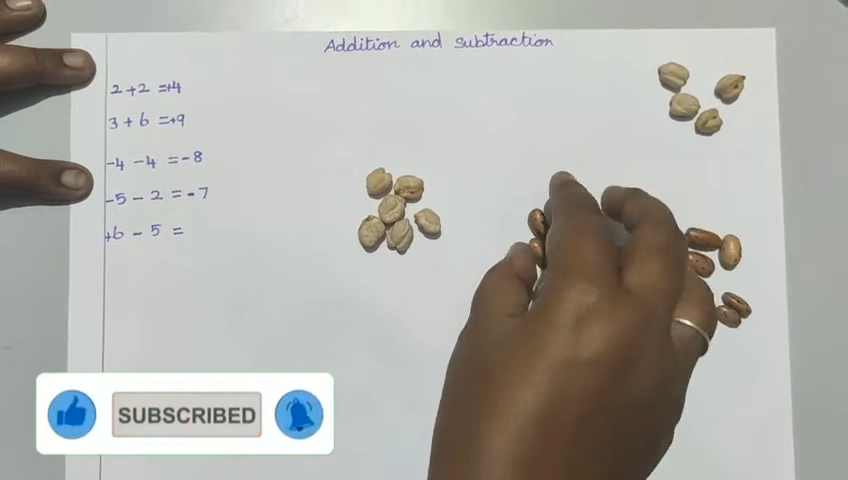 Addition and subtraction
2 + 2 = +4
3 + 6 = +9
-4 - 4 = -8
-5 - 2 = -7
+6 - 5 =
SUBSCRIBED